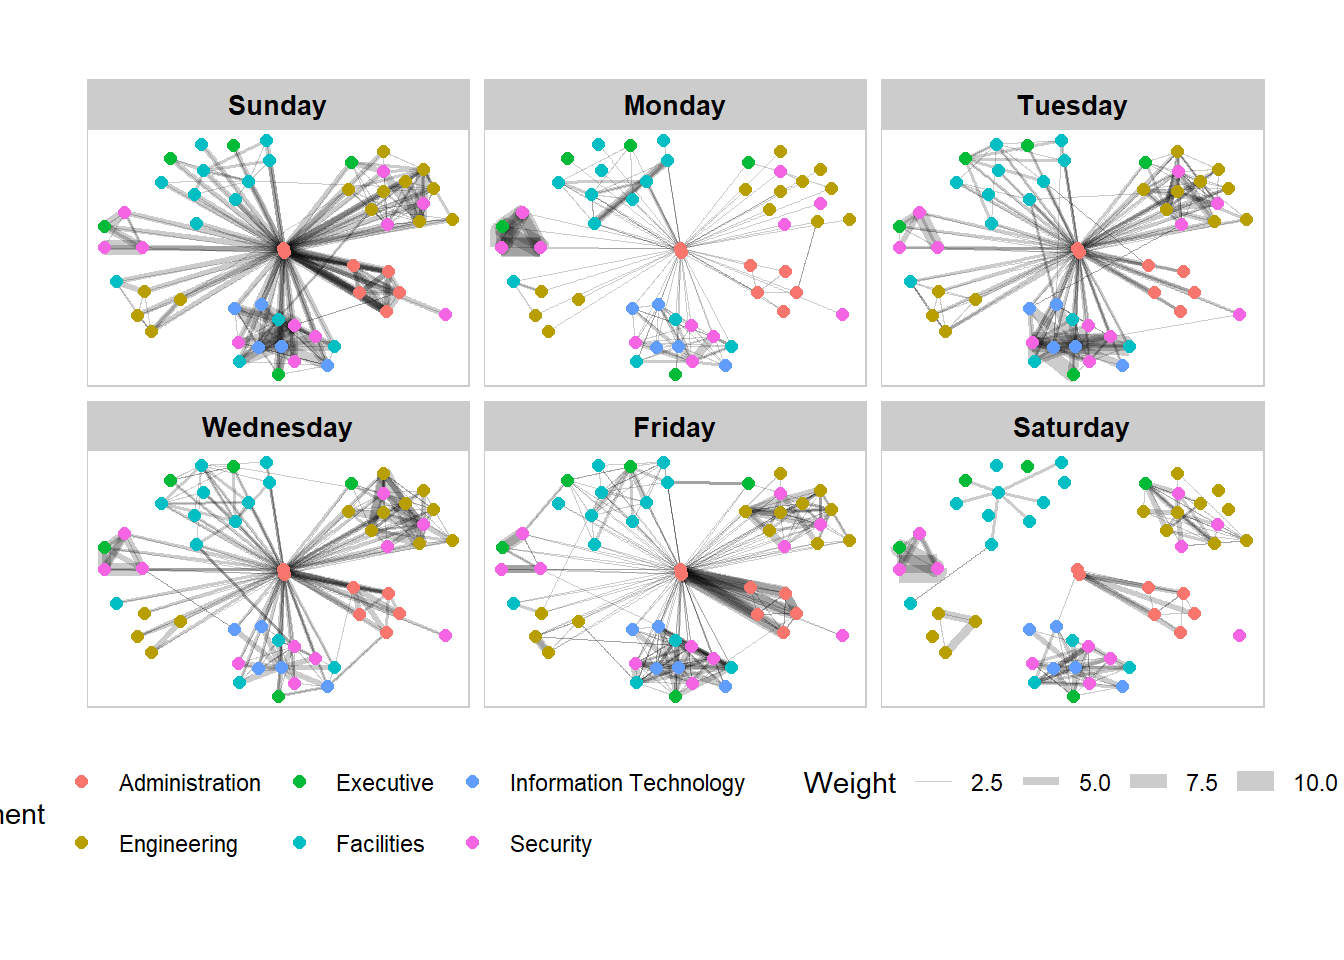 Sunday Monday Tuesday
Wednesday Friday Saturday
Administration Executive Information Technology Weight 2.5 5.0 7.5 10.0
Engineering Facilities Security